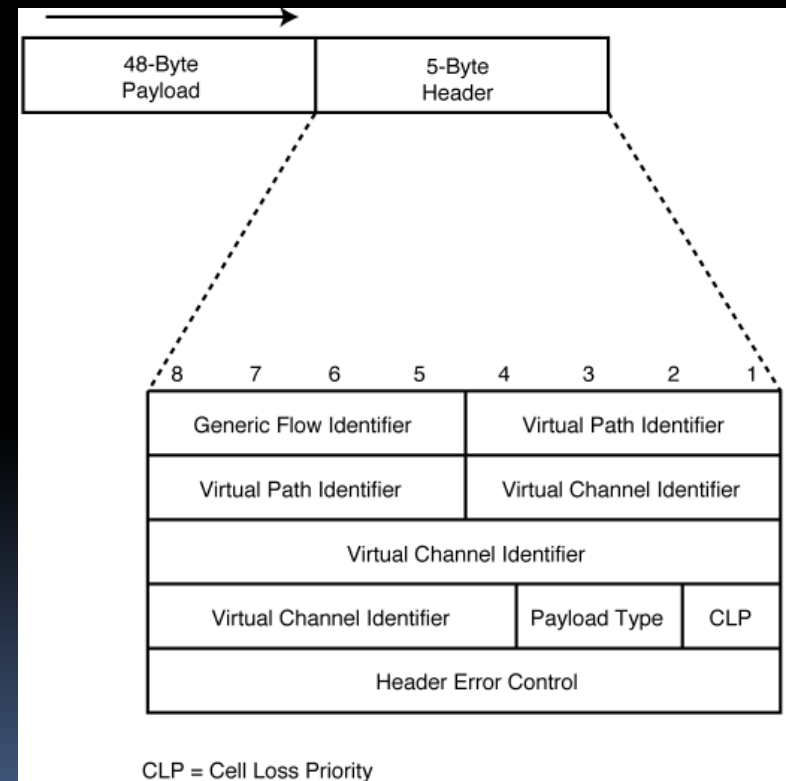 48-Byte
Payload
5-Byte
Header
8 7 6 5 4 3 2 1
Generic Flow Identifier Virtual Path Identifier
Virtual Path Identifier Virtual Channel Identifier
Virtual Channel Identifier
Virtual Channel Identifier Payload Type CLP
Header Error Control
CLP = Cell Loss Priority